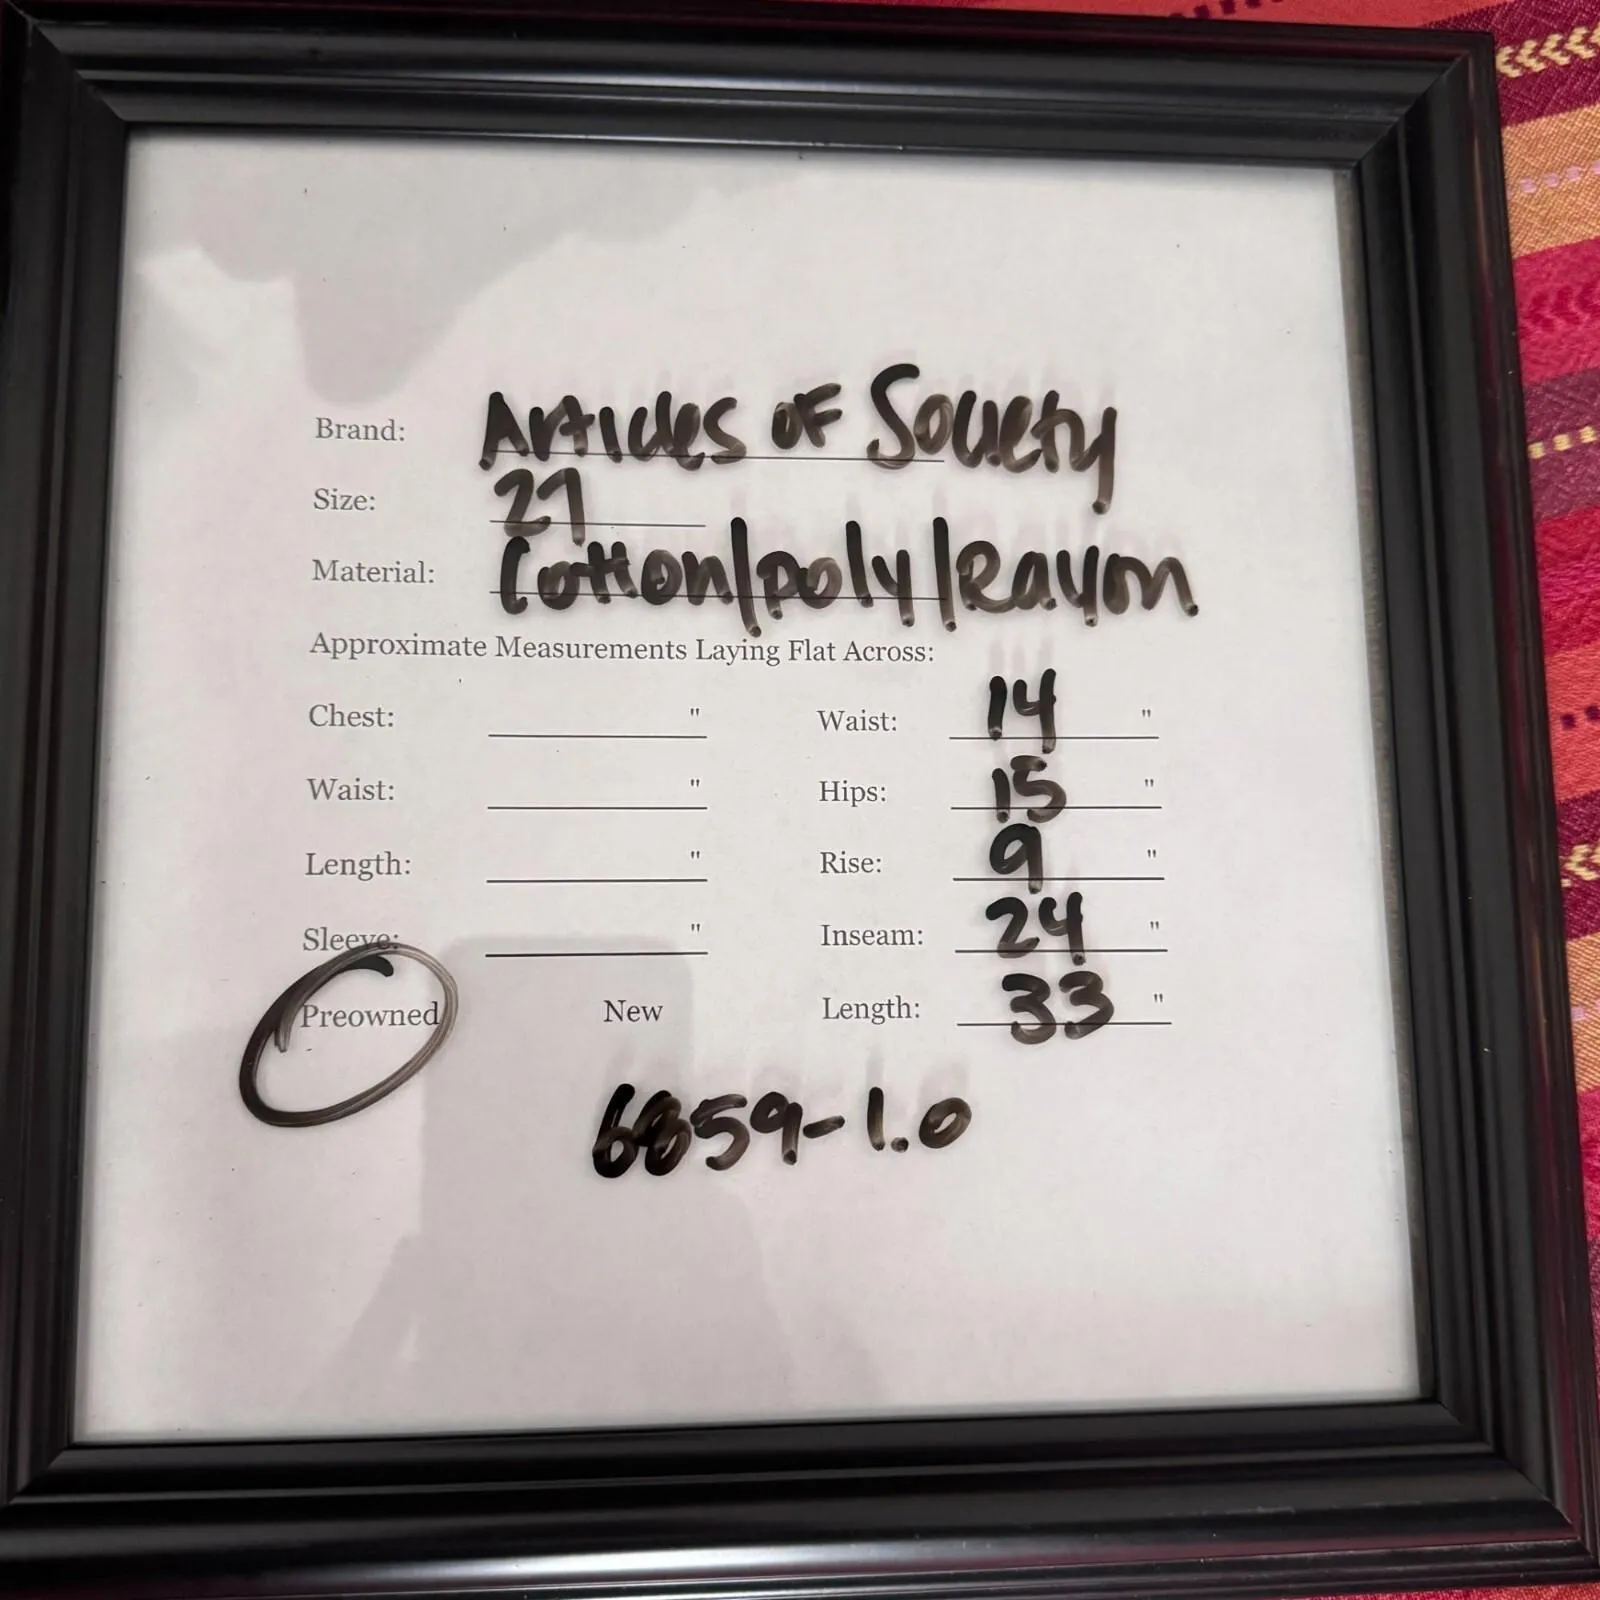 Brand: Articles OF Society
Size: 27
Material: Cotton/poly/Rayon
Approximate Measurements Laying Flat Across:
Chest: " Waist: 14 "
Waist: " Hips: 15 "
Length: " Rise: 9 "
Sleeve: " Inseam: 24 "
Preowned New Length: 33 "
6859-1.0